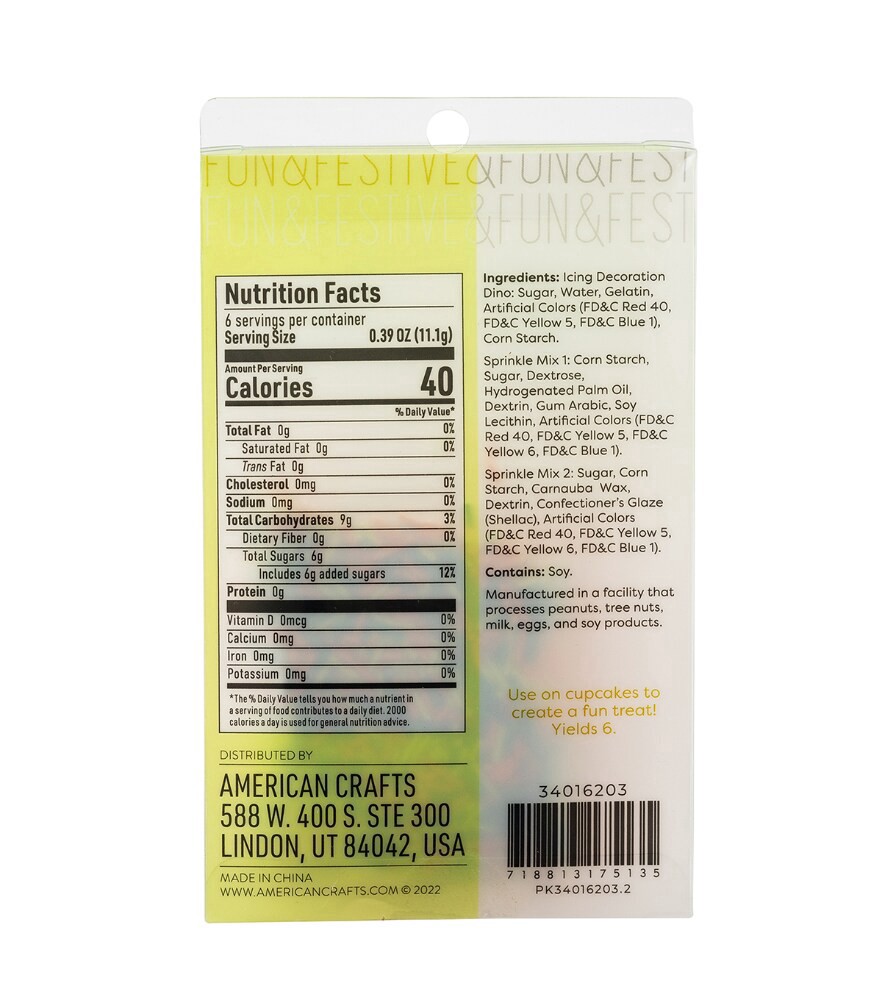 FUN&FESTIVE&FUN&FEST
FUN&FESTIVE&FUN&FEST
Nutrition Facts
6 servings per container
Serving Size 0.39 OZ (11.1g)
Amount Per Serving
Calories 40
% Daily Value*
Total Fat 0g 0%
Saturated Fat 0g 0%
Trans Fat 0g
Cholesterol 0mg 0%
Sodium 0mg 0%
Total Carbohydrates 9g 3%
Dietary Fiber 0g 0%
Total Sugars 6g
Includes 6g added sugars 12%
Protein 0g
Vitamin D 0mcg 0%
Calcium 0mg 0%
Iron 0mg 0%
Potassium 0mg 0%
*The % Daily Value tells you how much a nutrient in
a serving of food contributes to a daily diet. 2000
calories a day is used for general nutrition advice.
DISTRIBUTED BY
AMERICAN CRAFTS
588 W. 400 S. STE 300
LINDON, UT 84042, USA
MADE IN CHINA
WWW.AMERICANCRAFTS.COM © 2022
Ingredients: Icing Decoration
Dino: Sugar, Water, Gelatin,
Artificial Colors (FD&C Red 40,
FD&C Yellow 5, FD&C Blue 1),
Corn Starch.
Sprinkle Mix 1: Corn Starch,
Sugar, Dextrose,
Hydrogenated Palm Oil,
Dextrin, Gum Arabic, Soy
Lecithin, Artificial Colors (FD&C
Red 40, FD&C Yellow 5, FD&C
Yellow 6, FD&C Blue 1).
Sprinkle Mix 2: Sugar, Corn
Starch, Carnauba Wax,
Dextrin, Confectioner's Glaze
(Shellac), Artificial Colors
(FD&C Red 40, FD&C Yellow 5,
FD&C Yellow 6, FD&C Blue 1).
Contains: Soy.
Manufactured in a facility that
processes peanuts, tree nuts,
milk, eggs, and soy products.
Use on cupcakes to
create a fun treat!
Yields 6.
34016203
7 18813 17513 5
PK34016203.2